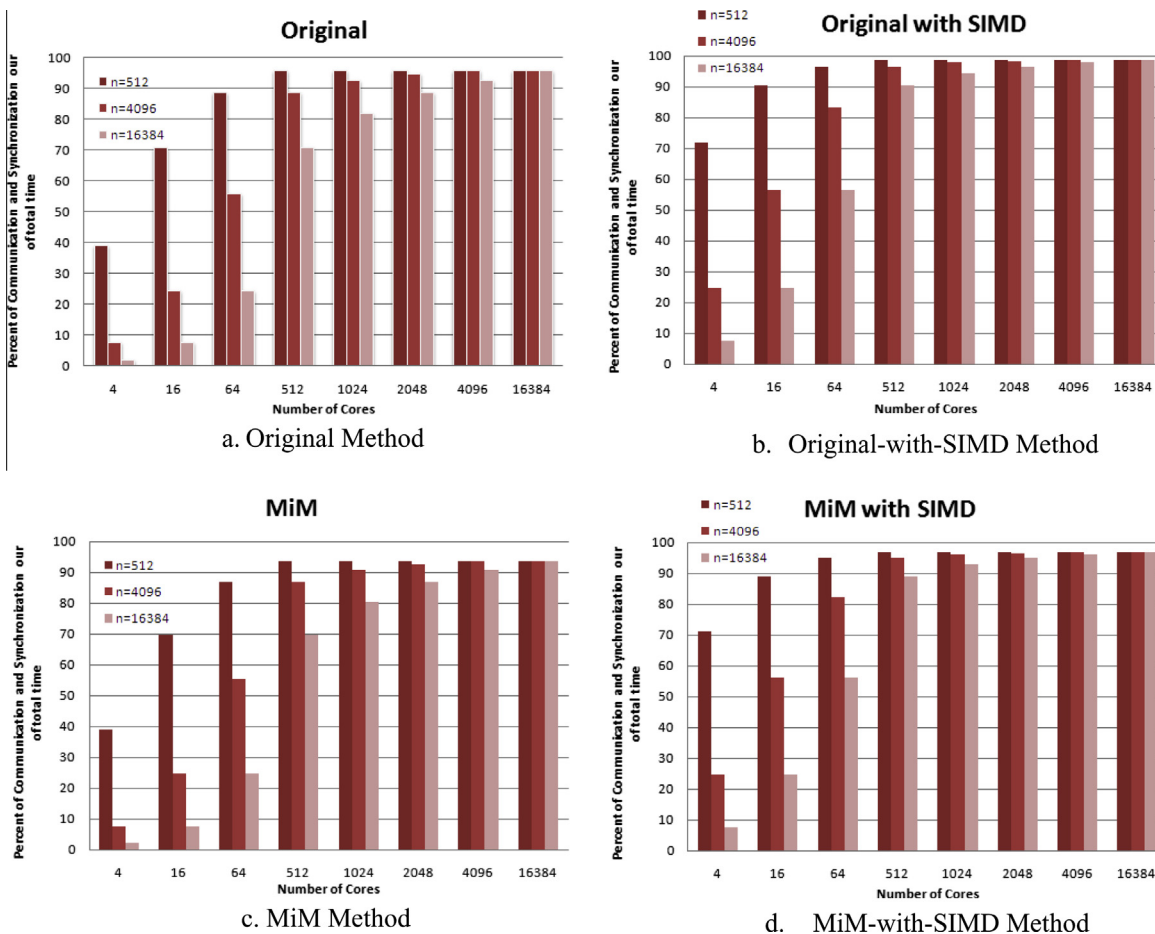 Original
n=512
n=4096
n=16384
100
90
80
70
60
50
40
30
20
10
0
Percent of Communication and Synchronization our
of total time
4 16 64 512 1024 2048 4096 16384
Number of Cores
a. Original Method
Original with SIMD
n=512
n=4096
n=16384
100
90
80
70
60
50
40
30
20
10
0
Percent of Communication and Synchronization our
of total time
4 16 64 512 1024 2048 4096 16384
Number of Cores
b. Original-with-SIMD Method
MiM
n=512
n=4096
n=16384
100
90
80
70
60
50
40
30
20
10
0
Percent of Communication and Synchronization our
of total time
4 16 64 512 1024 2048 4096 16384
Number of Cores
c. MiM Method
MiM with SIMD
n=512
n=4096
n=16384
100
90
80
70
60
50
40
30
20
10
0
Percent of Communication and Synchronization our
of total time
4 16 64 512 1024 2048 4096 16384
Number of Cores
d. MiM-with-SIMD Method